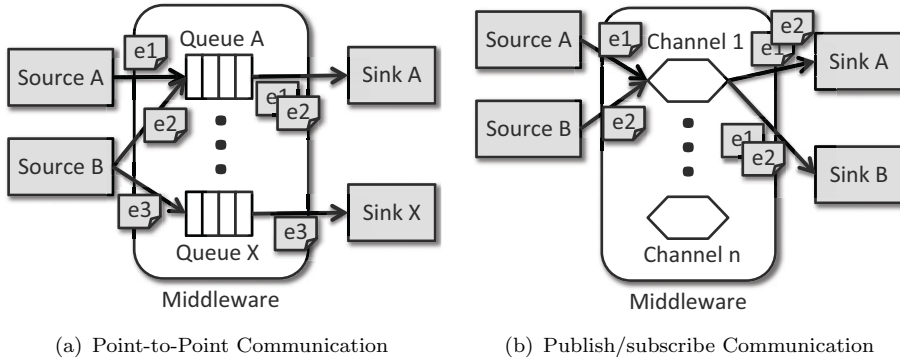 Queue A
e1
Source A
Sink A
e1
e2
e2
Source B
e3
e3
Sink X
Queue X
Middleware
(a) Point-to-Point Communication
e2
Source A
e1
Channel 1
e1
Sink A
Source B
e2
e1
e2
Sink B
Channel n
Middleware
(b) Publish/subscribe Communication